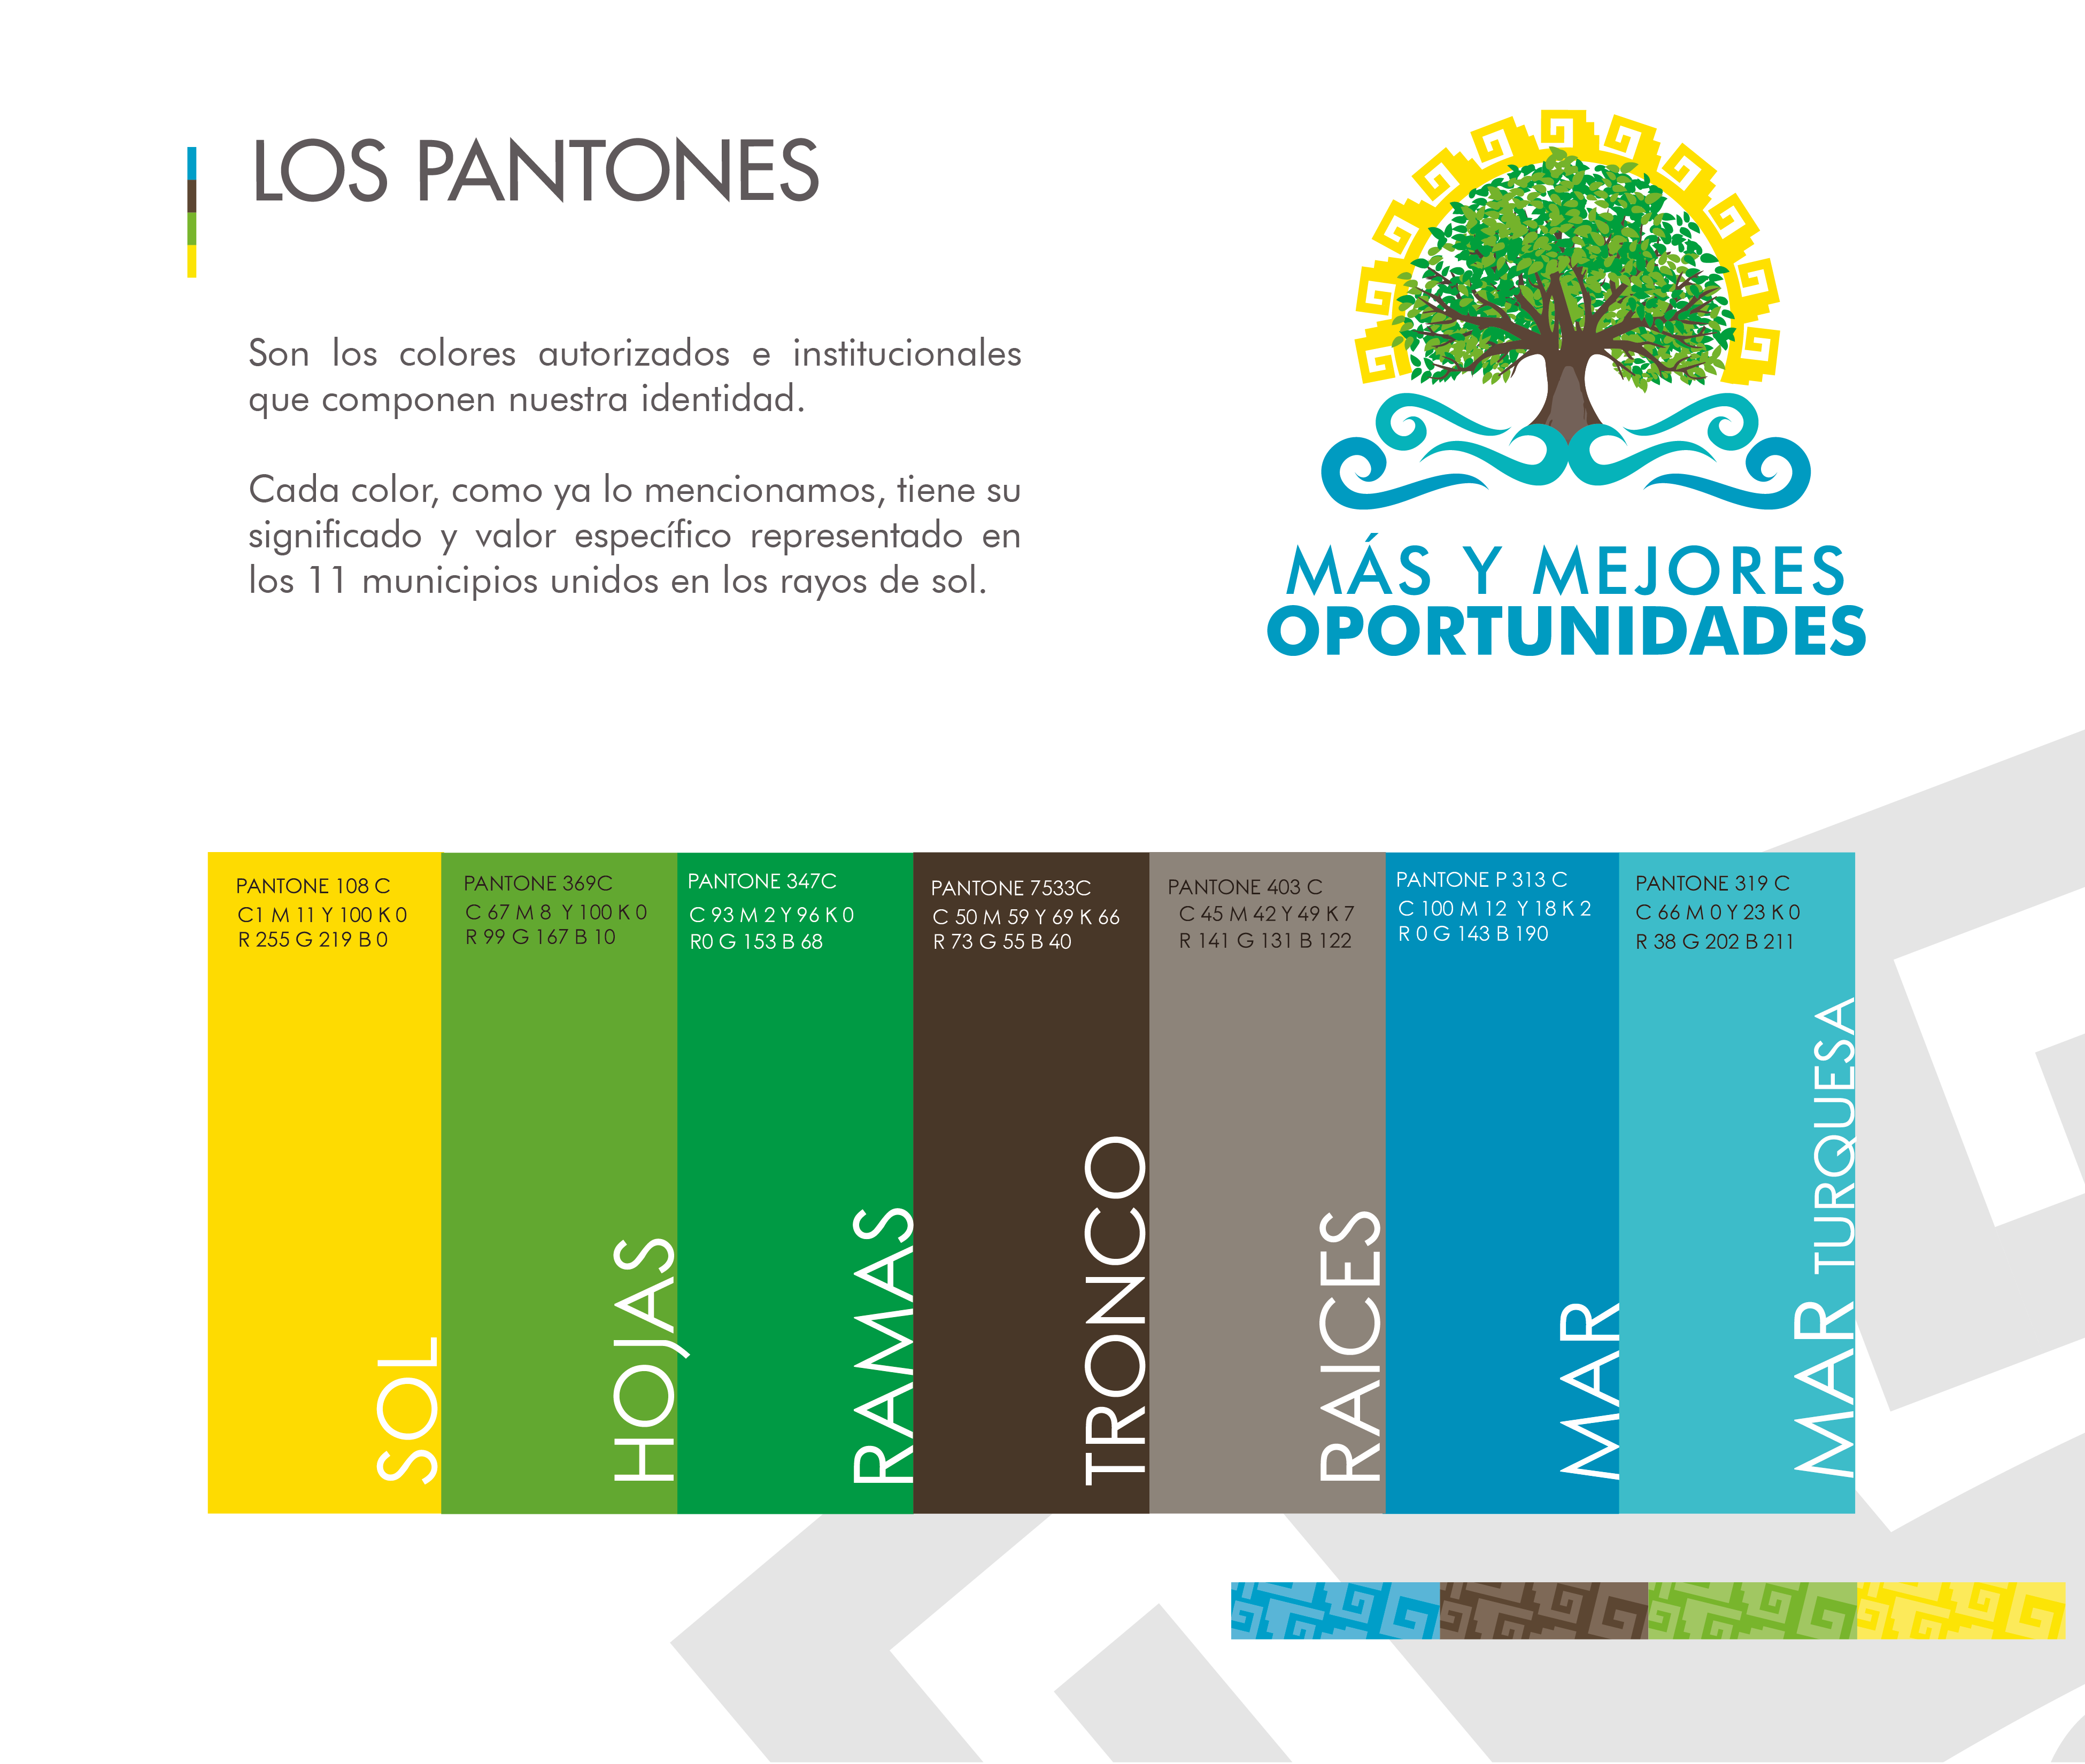 LOS PANTONES
Son los colores autorizados e institucionales
que componen nuestra identidad.
Cada color, como ya lo mencionamos, tiene su
significado y valor específico representado en
los 11 municipios unidos en los rayos de sol.
MÁS Y MEJORES
OPORTUNIDADES
PANTONE 108 C
C1 M 11 Y 100 K 0
R 255 G 219 B 0
SOL
PANTONE 369C
C 67 M 8 Y 100 K 0
R 99 G 167 B 10
HOJAS
PANTONE 347C
C 93 M 2 Y 96 K 0
R0 G 153 B 68
RAMAS
PANTONE 7533C
C 50 M 59 Y 69 K 66
R 73 G 55 B 40
TRONCO
PANTONE 403 C
C 45 M 42 Y 49 K 7
R 141 G 131 B 122
RAICES
PANTONE P 313 C
C 100 M 12 Y 18 K 2
R 0 G 143 B 190
MAR
PANTONE 319 C
C 66 M 0 Y 23 K 0
R 38 G 202 B 211
MAR TURQUESA